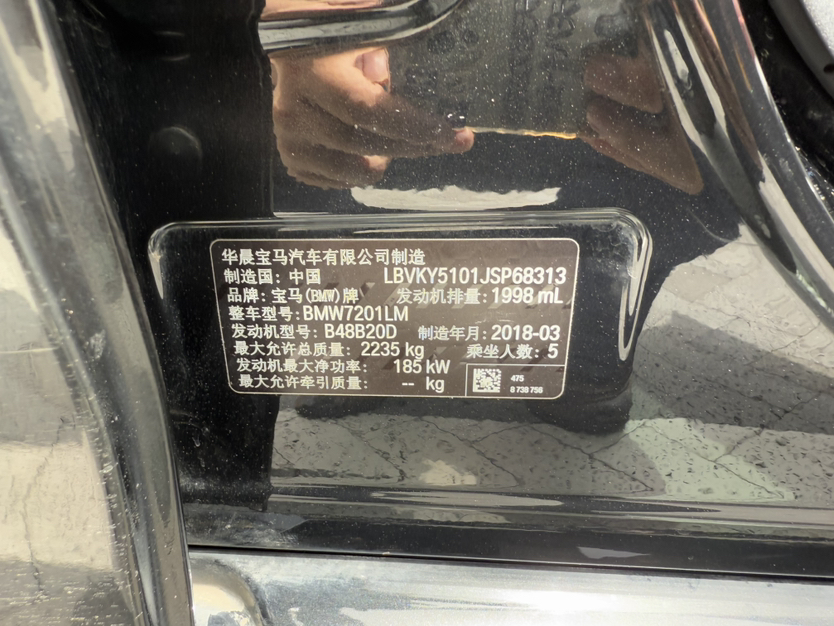 华晨宝马汽车有限公司制造
制造国：中国 LBVKY5101JSP68313
品牌：宝马(BMW)牌 发动机排量：1998 mL
整车型号：BMW7201LM
发动机型号：B48B20D 制造年月：2018-03
最大允许总质量：2235 kg 乘坐人数：5
发动机最大净功率：185 kW
最大允许牵引质量： -- kg
475
8 738 756